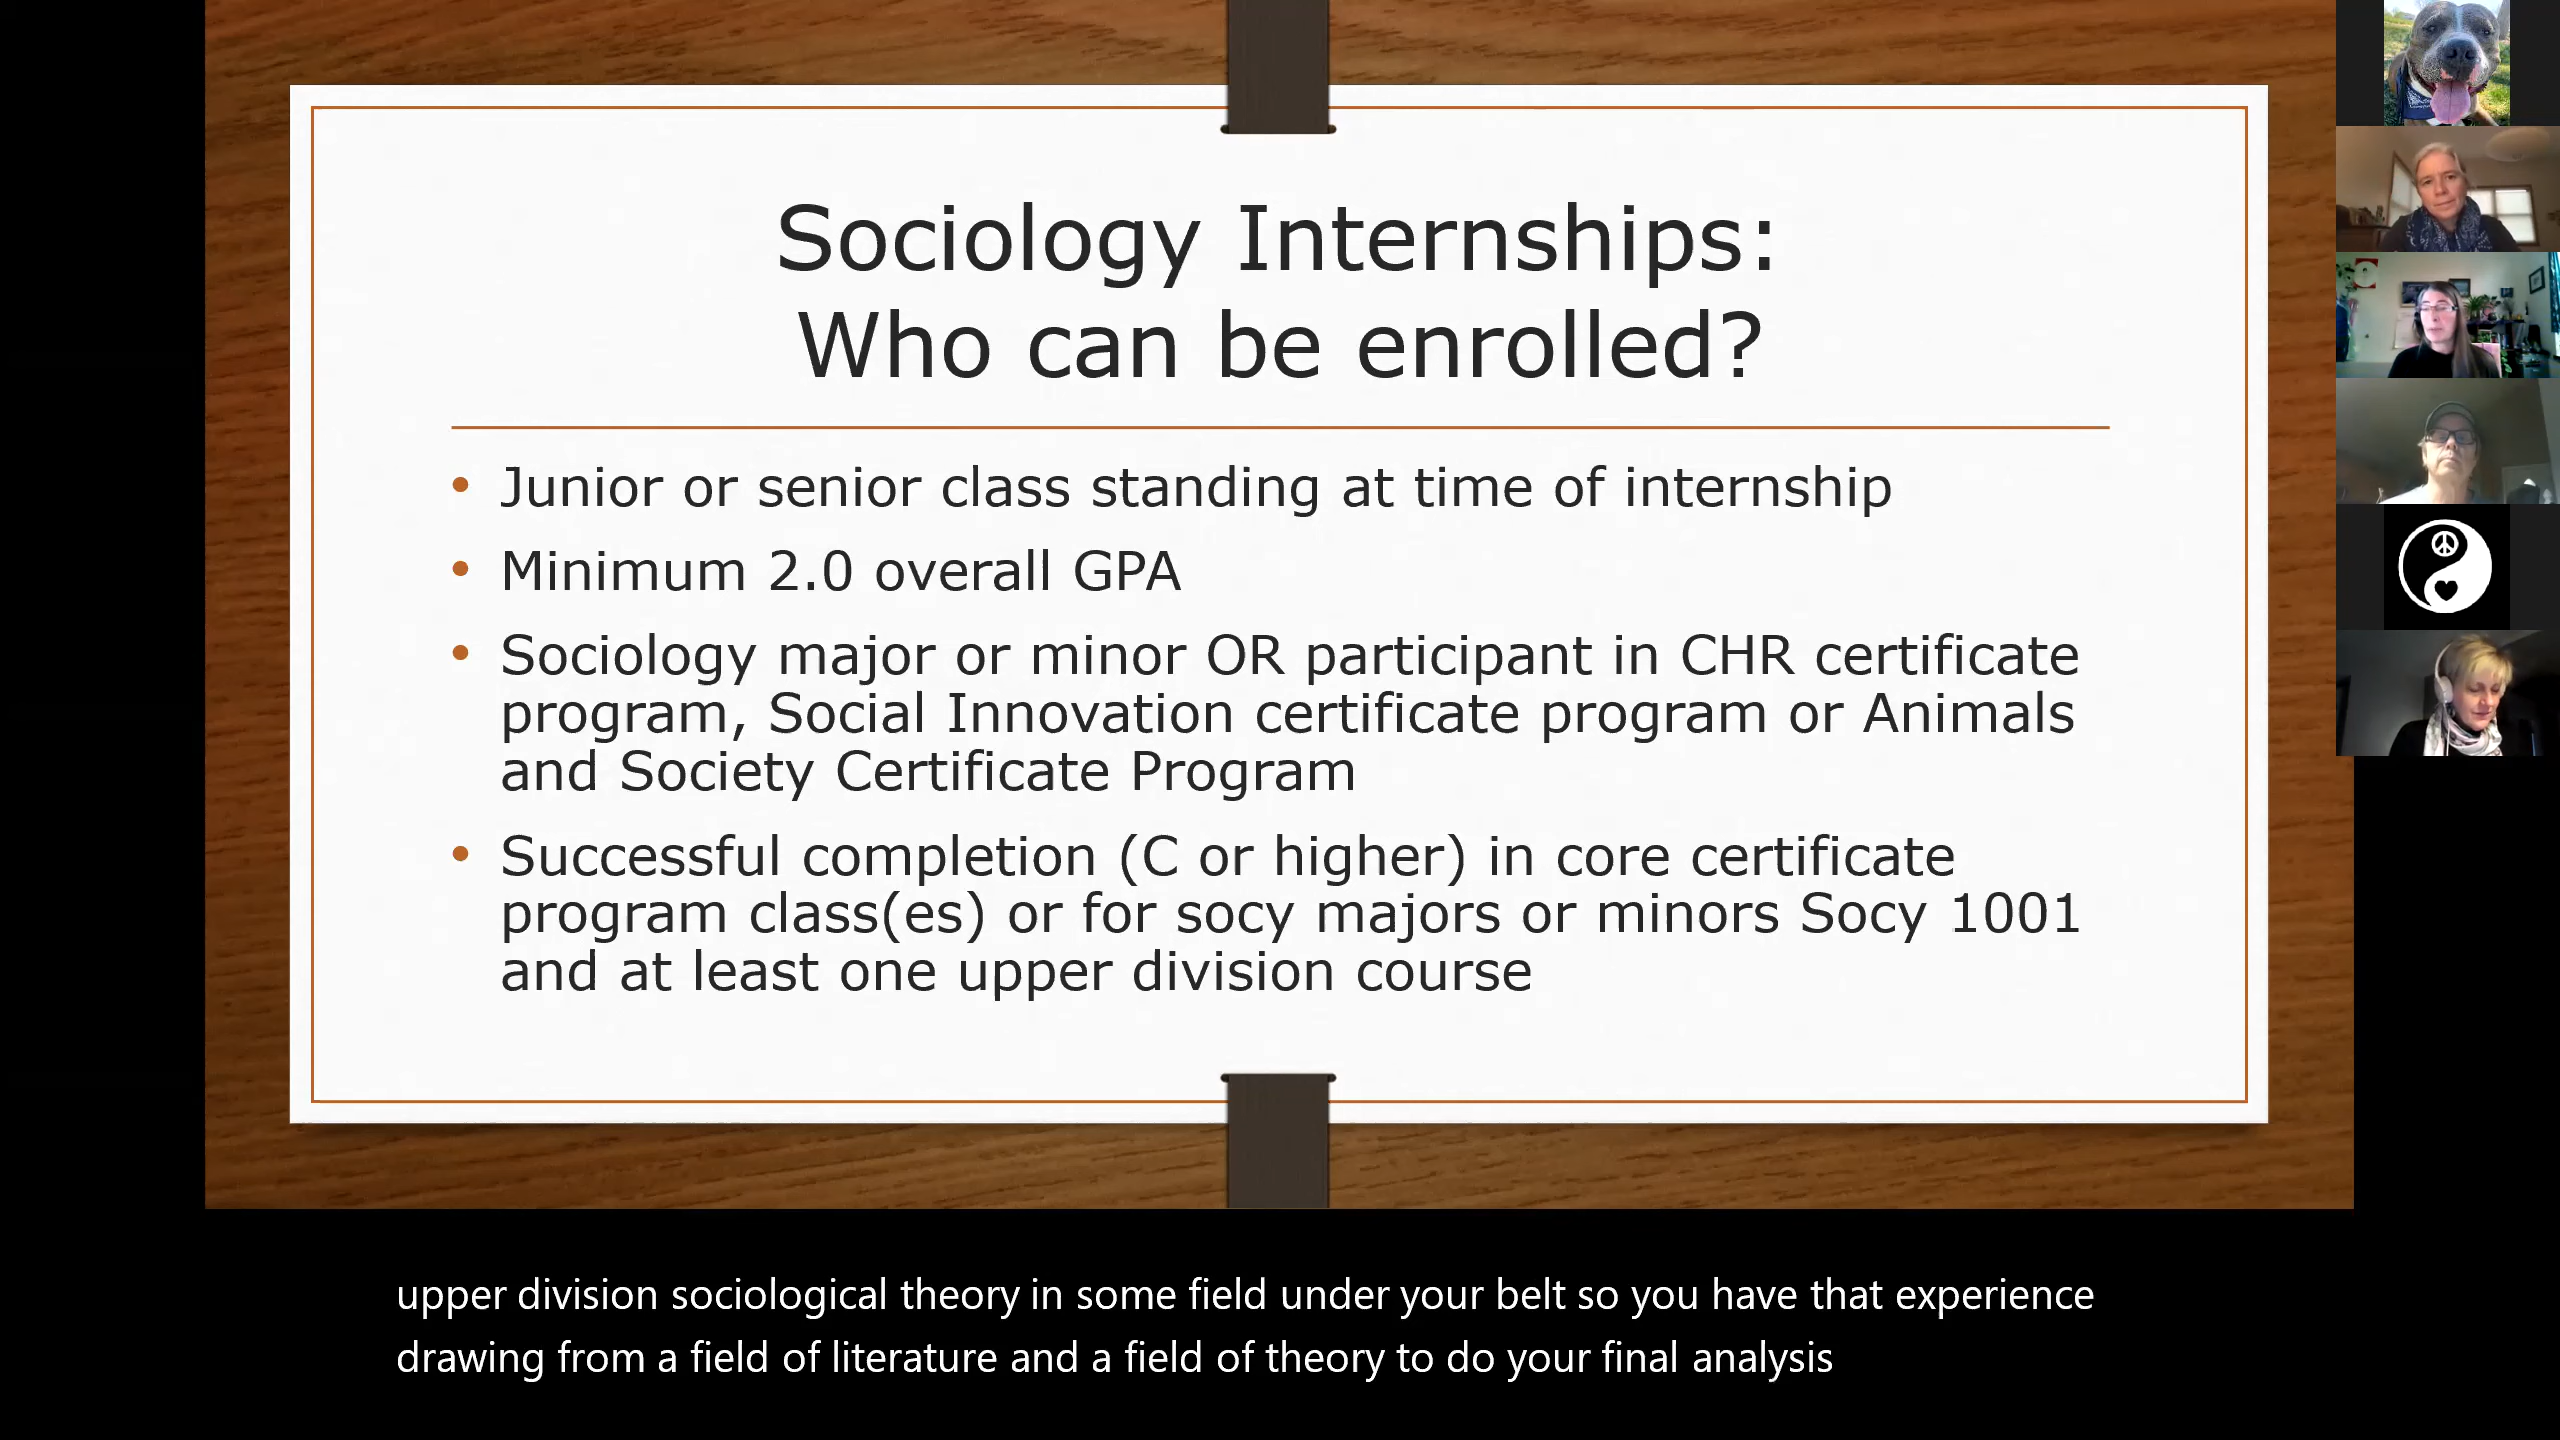 Sociology Internships:
Who can be enrolled?
• Junior or senior class standing at time of internship
• Minimum 2.0 overall GPA
• Sociology major or minor OR participant in CHR certificate
program, Social Innovation certificate program or Animals
and Society Certificate Program
• Successful completion (C or higher) in core certificate
program class(es) or for socy majors or minors Socy 1001
and at least one upper division course
upper division sociological theory in some field under your belt so you have that experience
drawing from a field of literature and a field of theory to do your final analysis